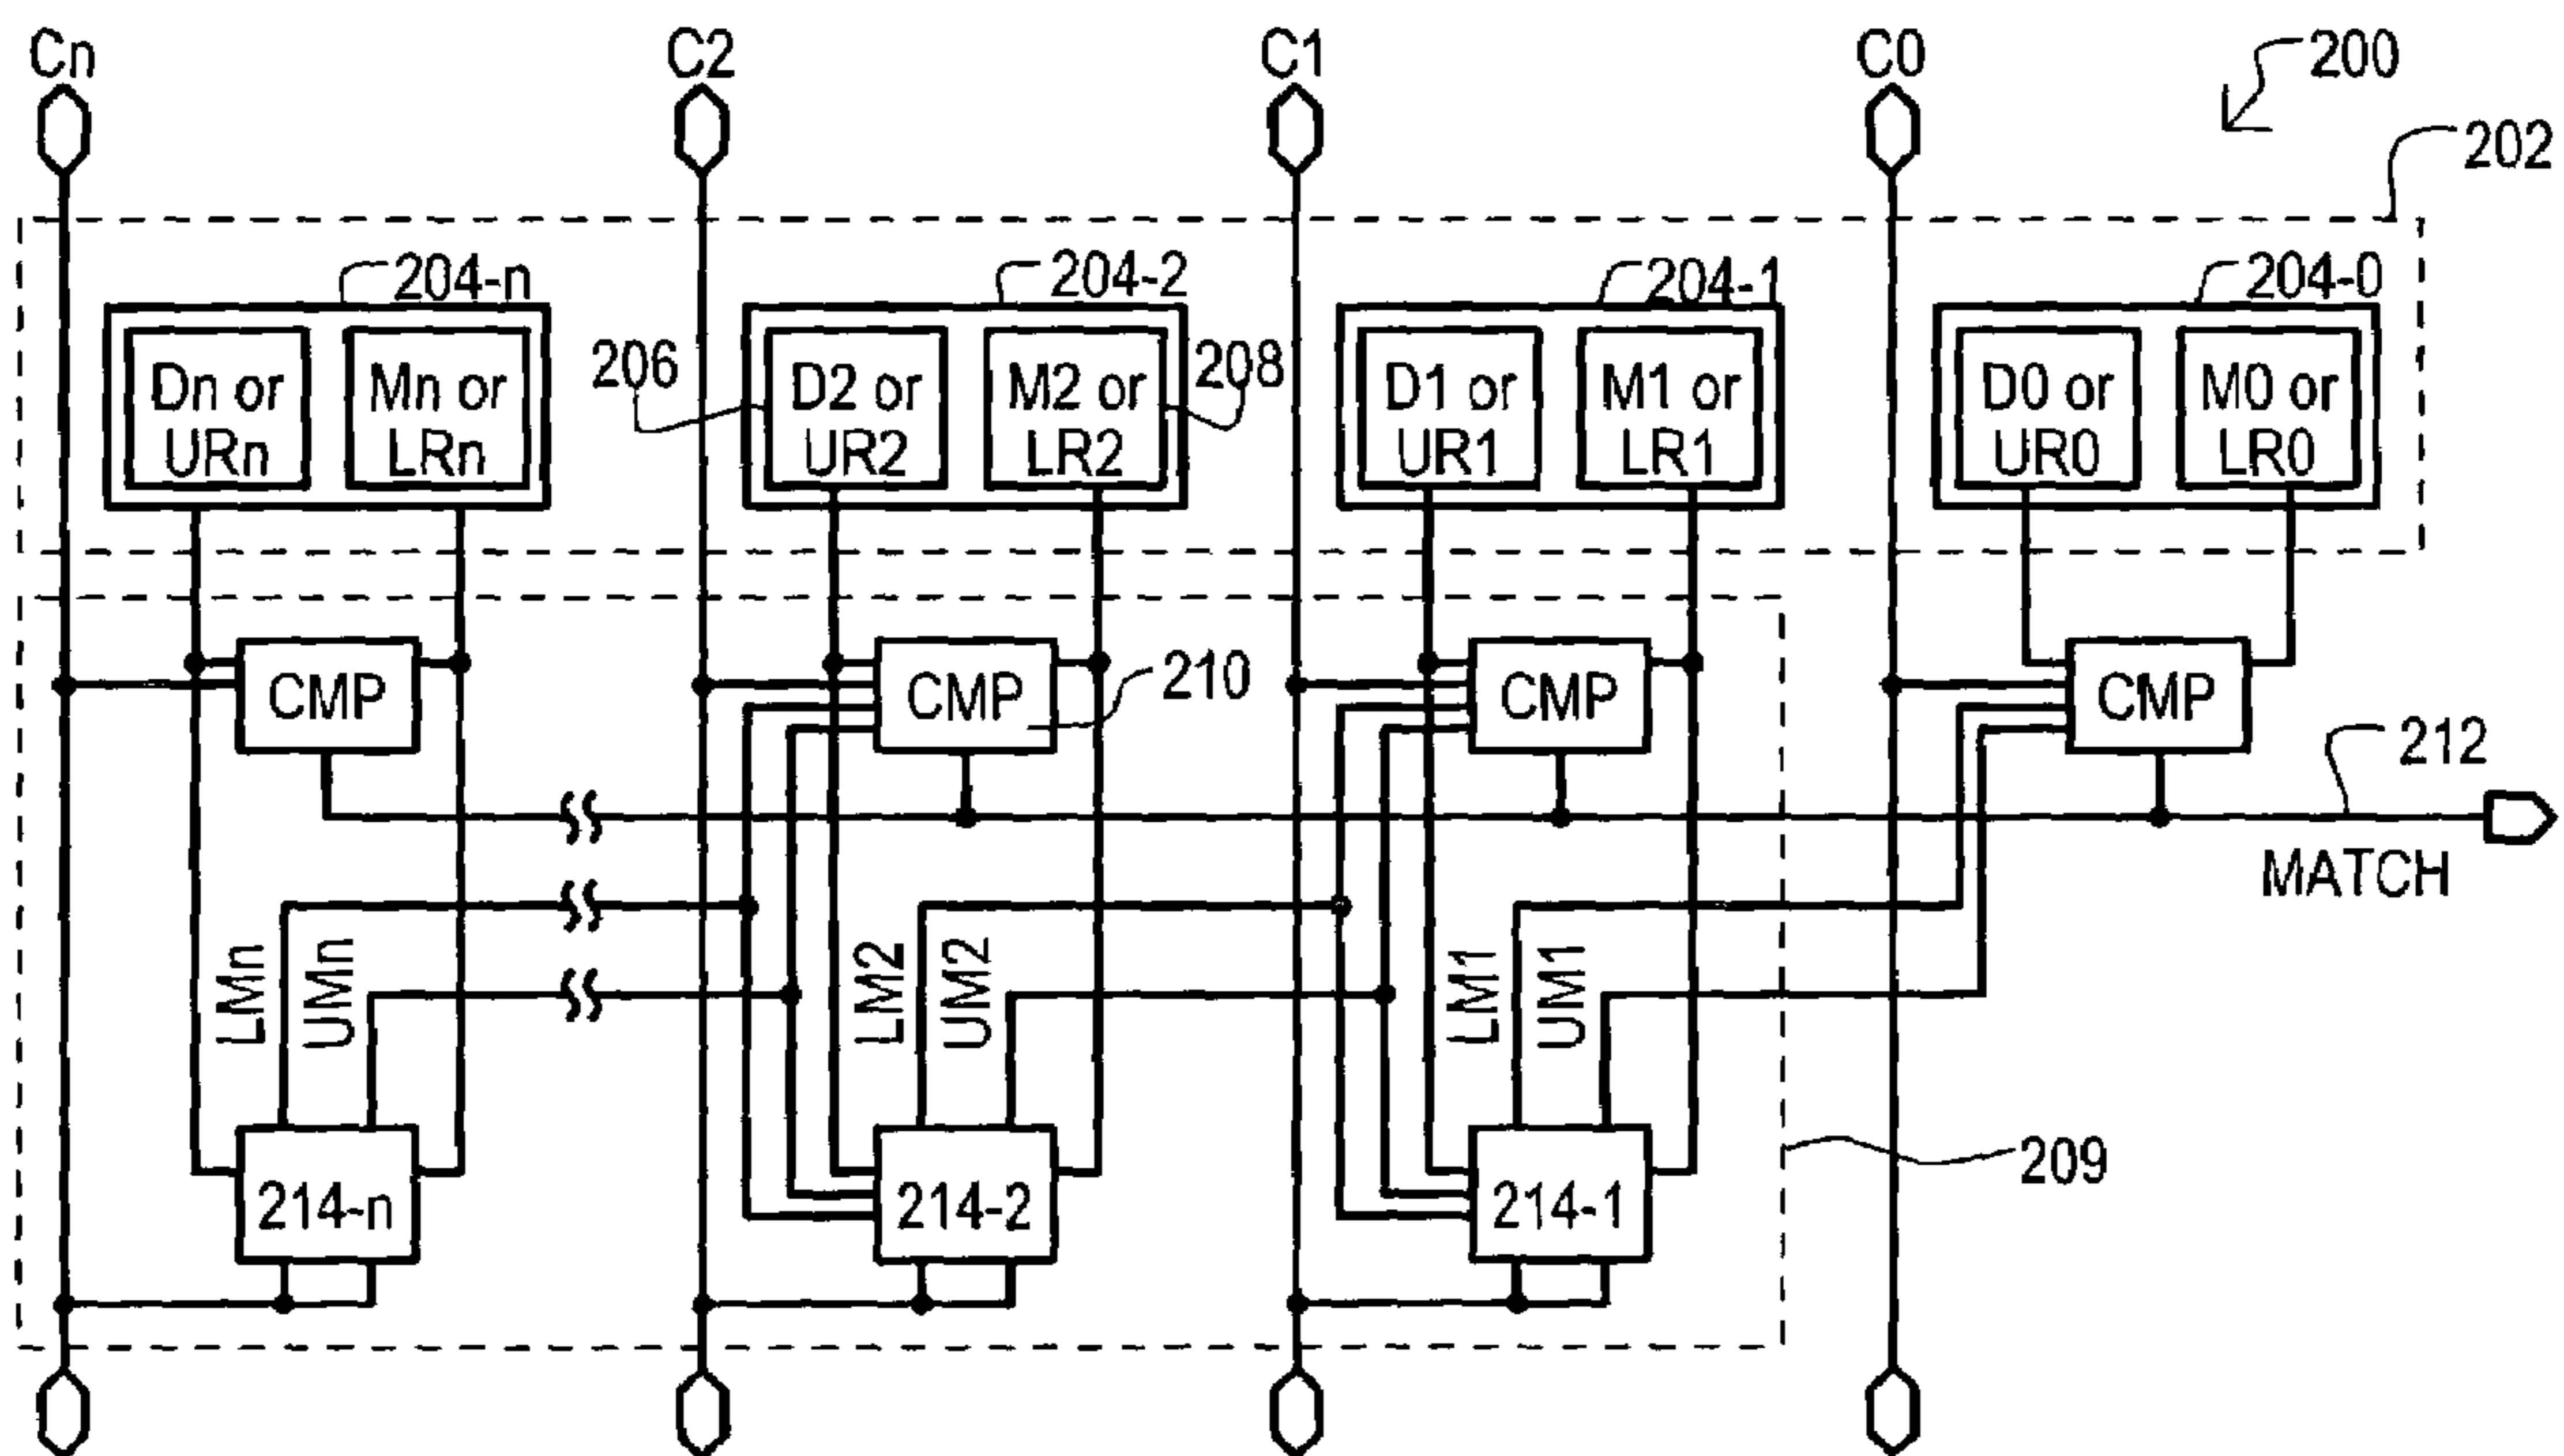 Cn
C2
C1
C0
200
202
204-n
204-2
204-1
204-0
206
208
Dn or
URn
Mn or
LRn
D2 or
UR2
M2 or
LR2
D1 or
UR1
M1 or
LR1
D0 or
UR0
M0 or
LR0
CMP
CMP
210
CMP
CMP
212
MATCH
LMn
UMn
LM2
UM2
LM1
UM1
209
214-n
214-2
214-1